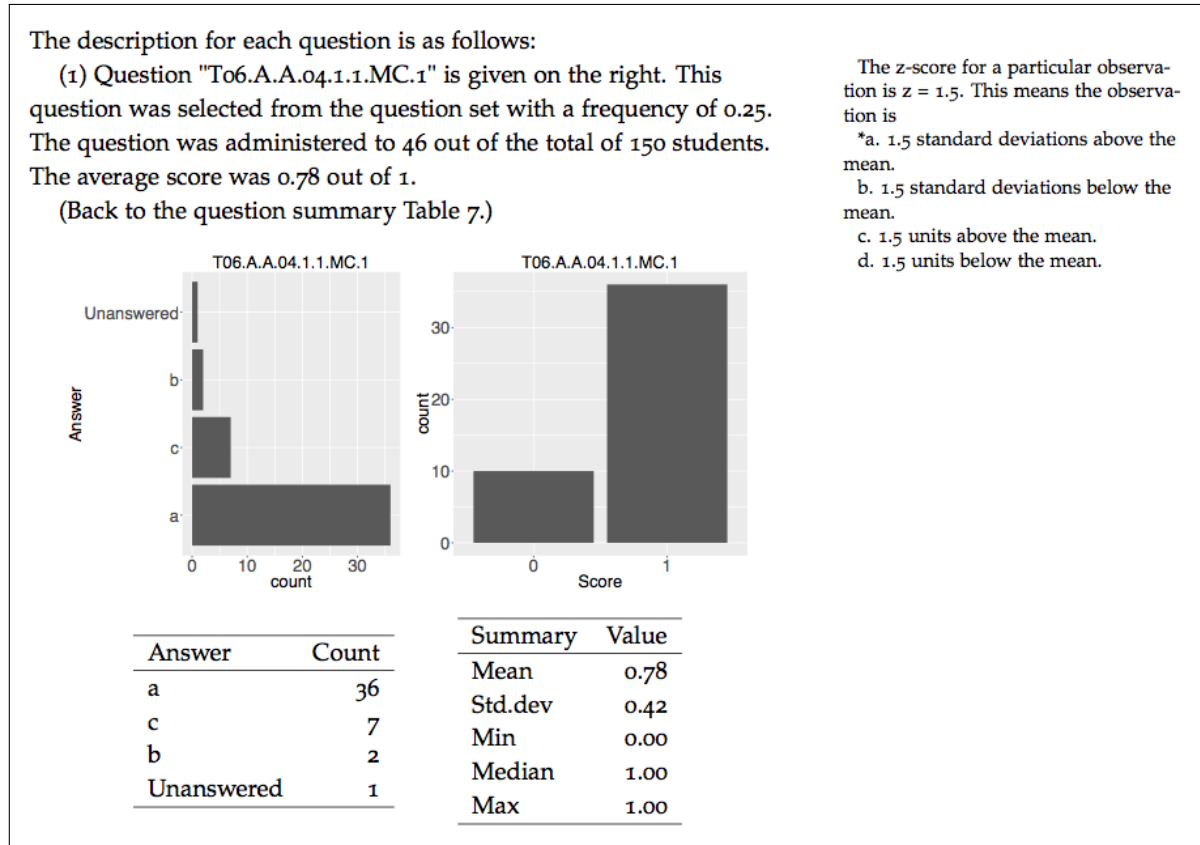 The description for each question is as follows:
(1) Question "T06.A.A.04.1.1.MC.1" is given on the right. This
question was selected from the question set with a frequency of 0.25.
The question was administered to 46 out of the total of 150 students.
The average score was 0.78 out of 1.
(Back to the question summary Table 7.)
The z-score for a particular observa-
tion is z = 1.5. This means the observa-
tion is
*a. 1.5 standard deviations above the
mean.
b. 1.5 standard deviations below the
mean.
c. 1.5 units above the mean.
d. 1.5 units below the mean.
T06.A.A.04.1.1.MC.1
Answer
Unanswered
b
c
a
0 10 20 30
count
T06.A.A.04.1.1.MC.1
count
30
20
10
0
0 1
Score
Answer Count
a 36
c 7
b 2
Unanswered 1
Summary Value
Mean 0.78
Std.dev 0.42
Min 0.00
Median 1.00
Max 1.00